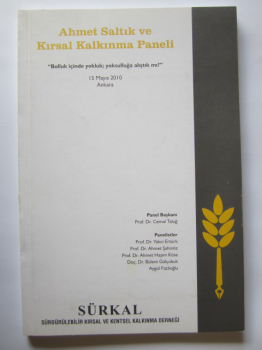 Ahmet Saltık ve
Kırsal Kalkınma Paneli
"Bolluk içinde yokluk; yoksulluğa alıştık mı?"
15 Mayıs 2010
Ankara
Panel Başkanı
Prof. Dr. Cemal Taluğ
Panelistler
Prof. Dr. Yakın Ertürk
Prof. Dr. Ahmet Şahinöz
Prof. Dr. Ahmet Haşim Köse
Doç. Dr. Bülent Gülçubuk
Aygül Fazlıoğlu
SÜRKAL
SÜRDÜRÜLEBİLİR KIRSAL VE KENTSEL KALKINMA DERNEĞİ